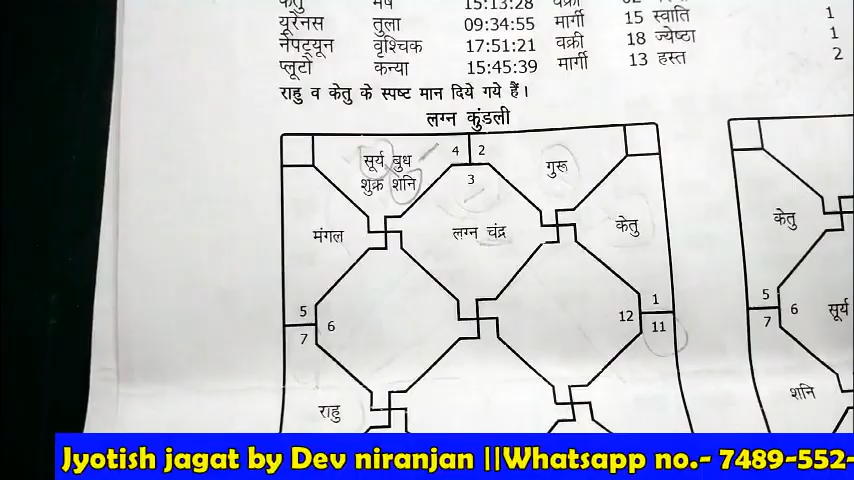 केतु मेष 15:13:28 वक्री
यूरेनस तुला 09:34:55 मार्गी 15 स्वाति 1
नेपट्यून वृश्चिक 17:51:21 वक्री 18 ज्येष्ठा 1
प्लूटो कन्या 15:45:39 मार्गी 13 हस्त 2
राहु व केतु के स्पष्ट मान दिये गये हैं।
लग्न कुंडली
सूर्य बुध 4 2 गुरू
शुक्र शनि 3
मंगल लग्न चंद्र केतु केतु
5 6 12 1 5 6 सूर्य
7 11 7
शनि
राहु
Jyotish jagat by Dev niranjan ||Whatsapp no.- 7489-552-